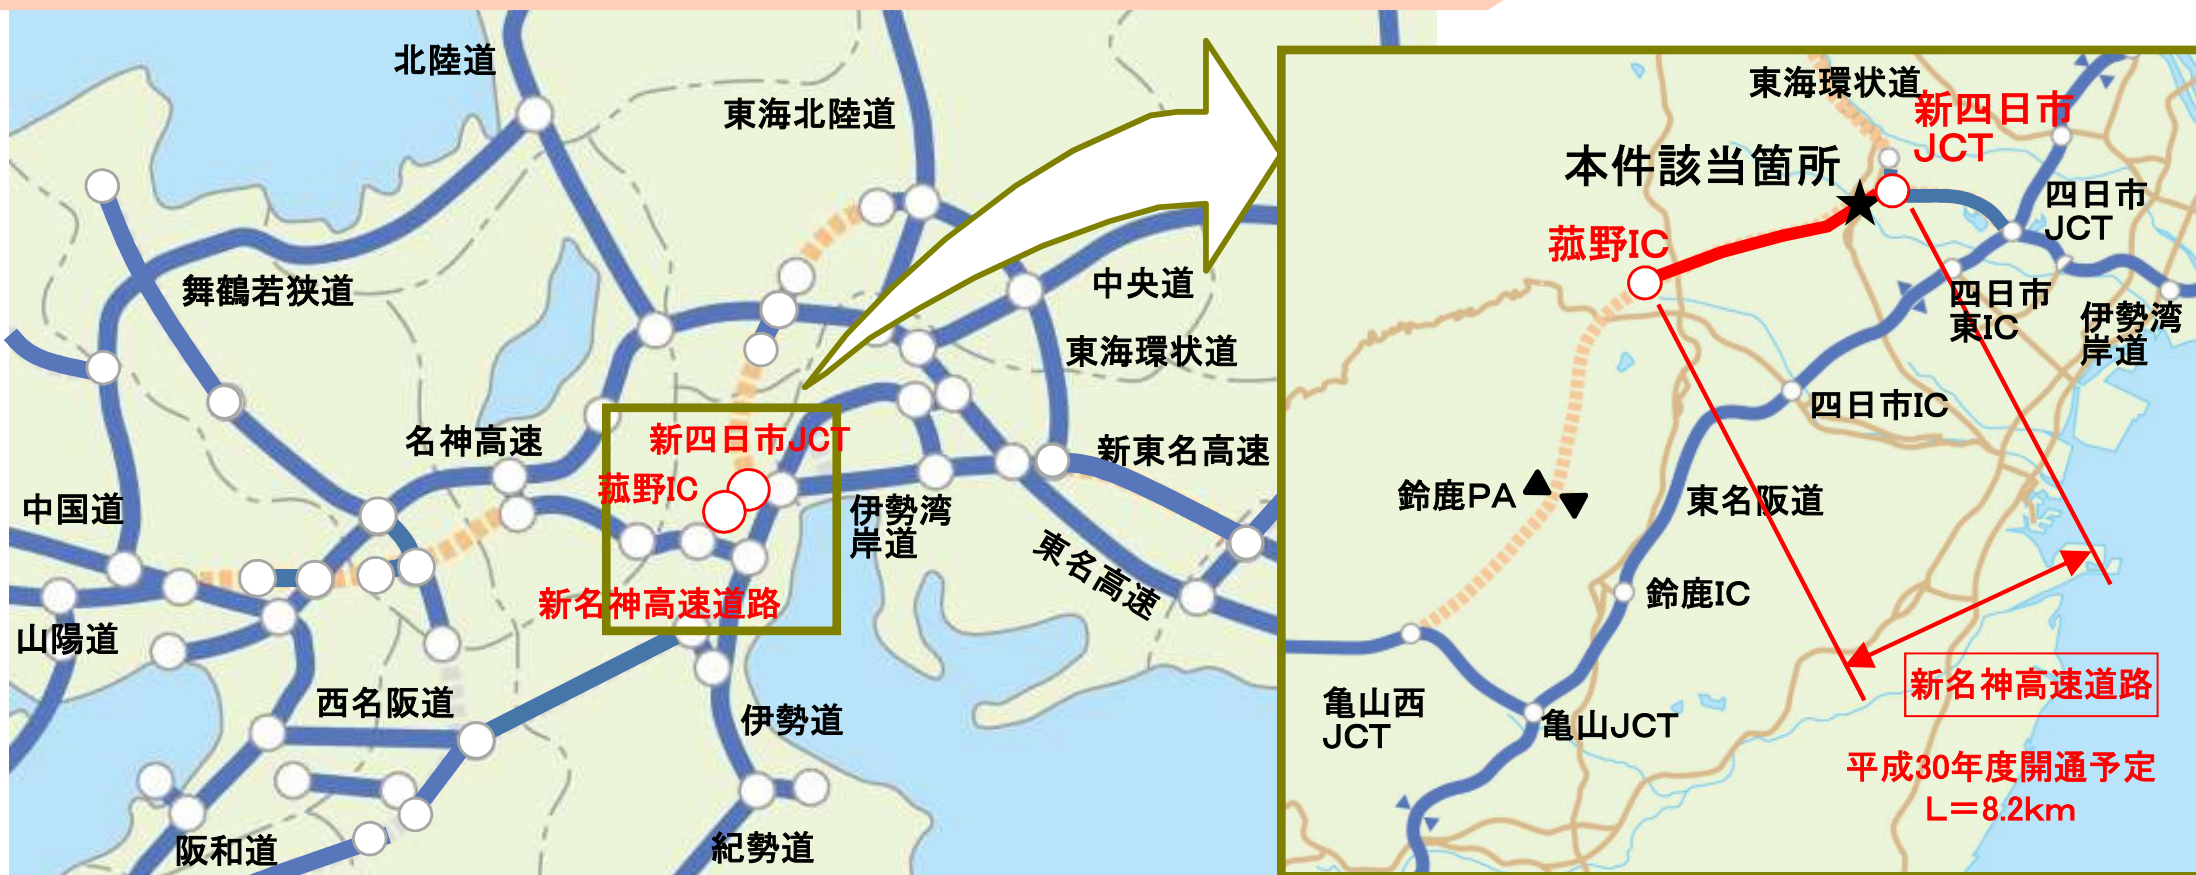 北陸道
東海北陸道
舞鶴若狭道
中央道
東海環状道
名神高速
新四日市JCT
菰野IC
新東名高速
中国道
伊勢湾
岸道
東名高速
新名神高速道路
山陽道
西名阪道
伊勢道
阪和道
紀勢道
東海環状道
新四日市
JCT
本件該当箇所
四日市
JCT
菰野IC
四日市
東IC
伊勢湾
岸道
四日市IC
鈴鹿PA
東名阪道
鈴鹿IC
亀山西
JCT
亀山JCT
新名神高速道路
平成30年度開通予定
L=8.2km